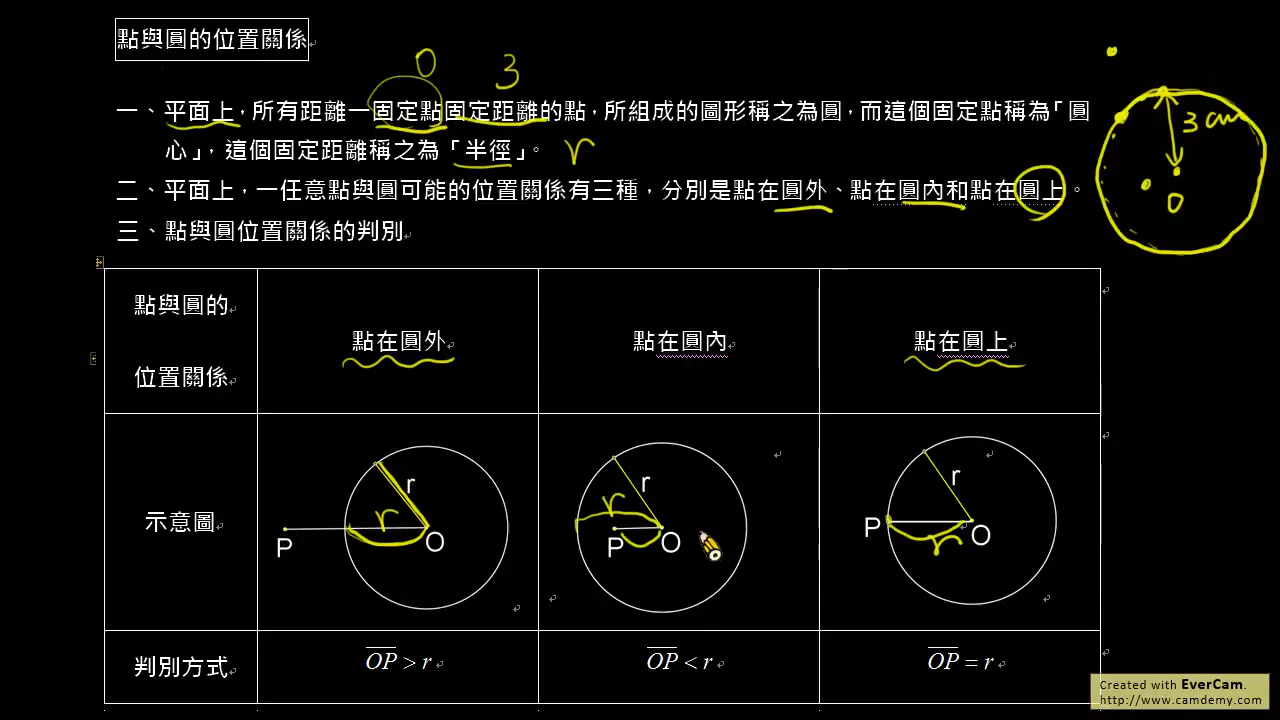 點與圓的位置關係
0 3
一、平面上，所有距離一固定點固定距離的點，所組成的圖形稱之為圓，而這個固定點稱為「圓
心」，這個固定距離稱之為「半徑」。 r
3 cm
O
二、平面上，一任意點與圓可能的位置關係有三種，分別是點在圓外、點在圓內和點在圓上。
三、點與圓位置關係的判別
點與圓的
位置關係
點在圓外
點在圓內
點在圓上
示意圖
r
r
P
O
r
r
P
O
r
P
r
O
判別方式
OP > r
OP < r
OP = r
Created with EverCam.
http://www.camdemy.com